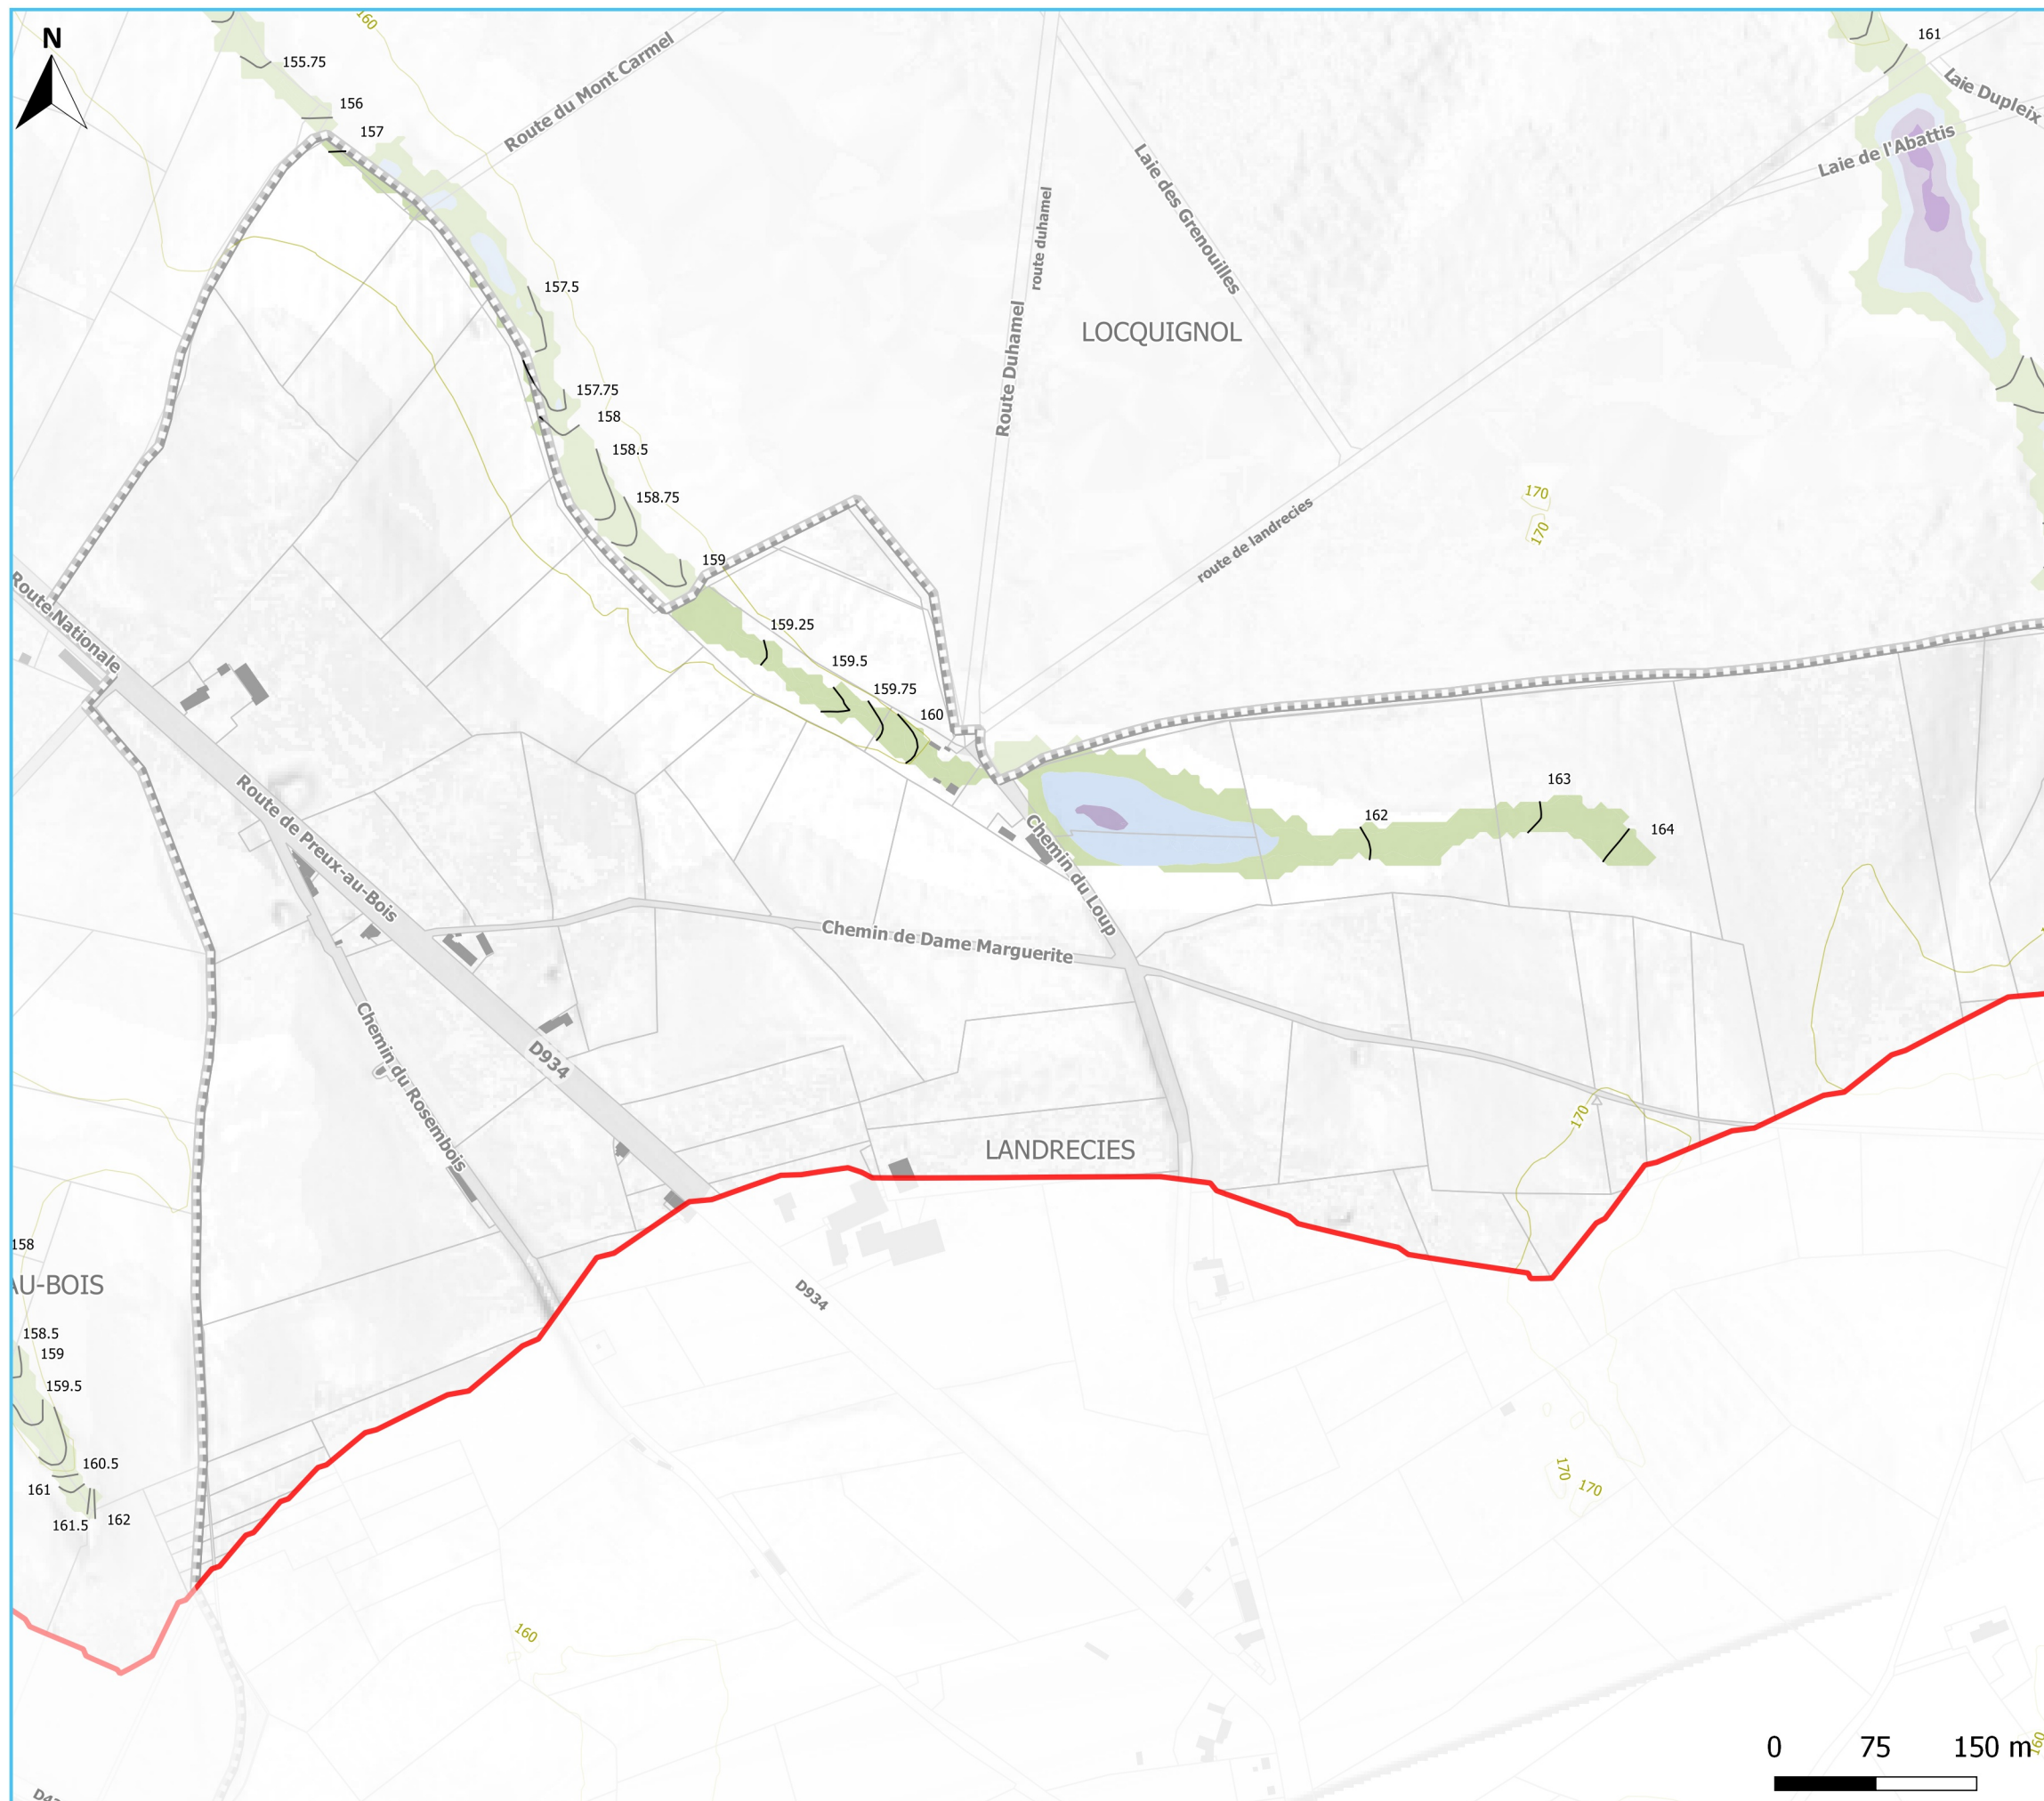 N
160
155.75
156
157
Route du Mont Carmel
161
Laie Dupleix
Laie de l'Abattis
Laie des Grenouilles
route duhamel
Route Duhamel
LOCQUIGNOL
157.5
157.75
158
158.5
158.75
159
170
170
route de landrecies
Route Nationale
159.25
159.5
159.75
160
163
162
164
Route de Preux-au-Bois
Chemin du Loup
Chemin de Dame Marguerite
Chemin du Rosembois
D934
170
LANDRECIES
158
AU-BOIS
D934
158.5
159
159.5
160.5
161
161.5
162
170
170
160
160
0 75 150 m